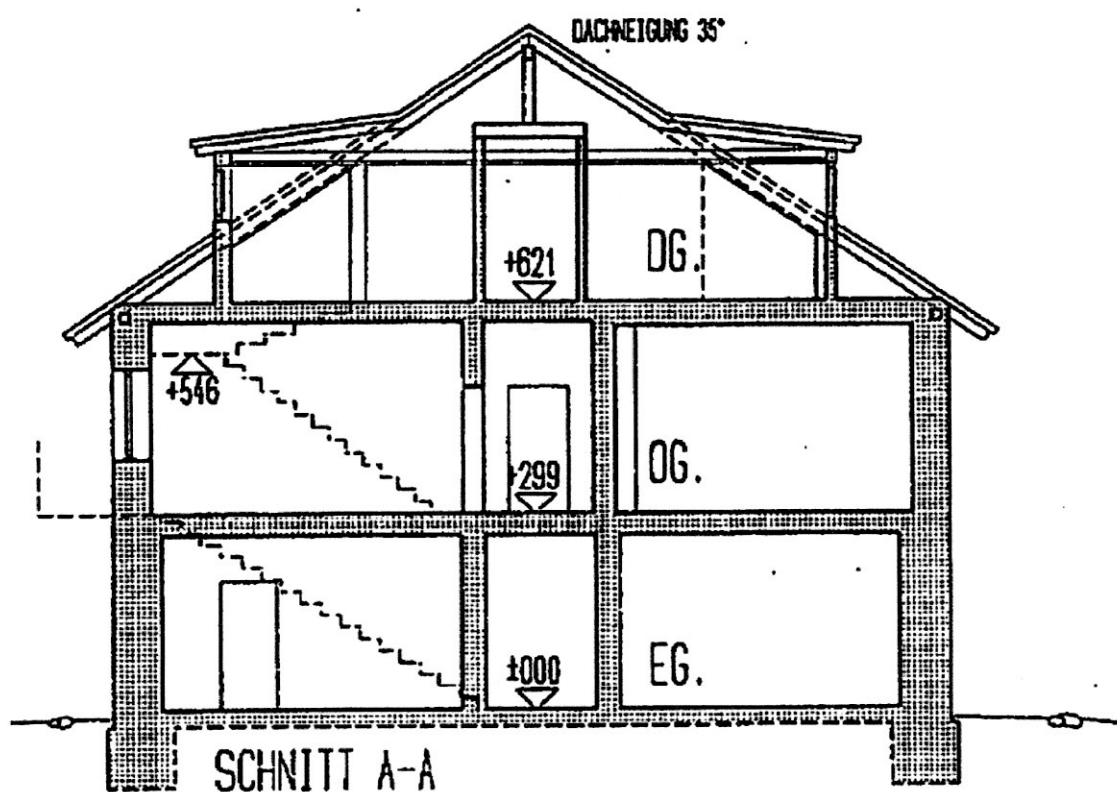 DACHNEIGUNG 35°
+621
DG.
+546
+299
OG.
±000
EG.
SCHNITT A-A